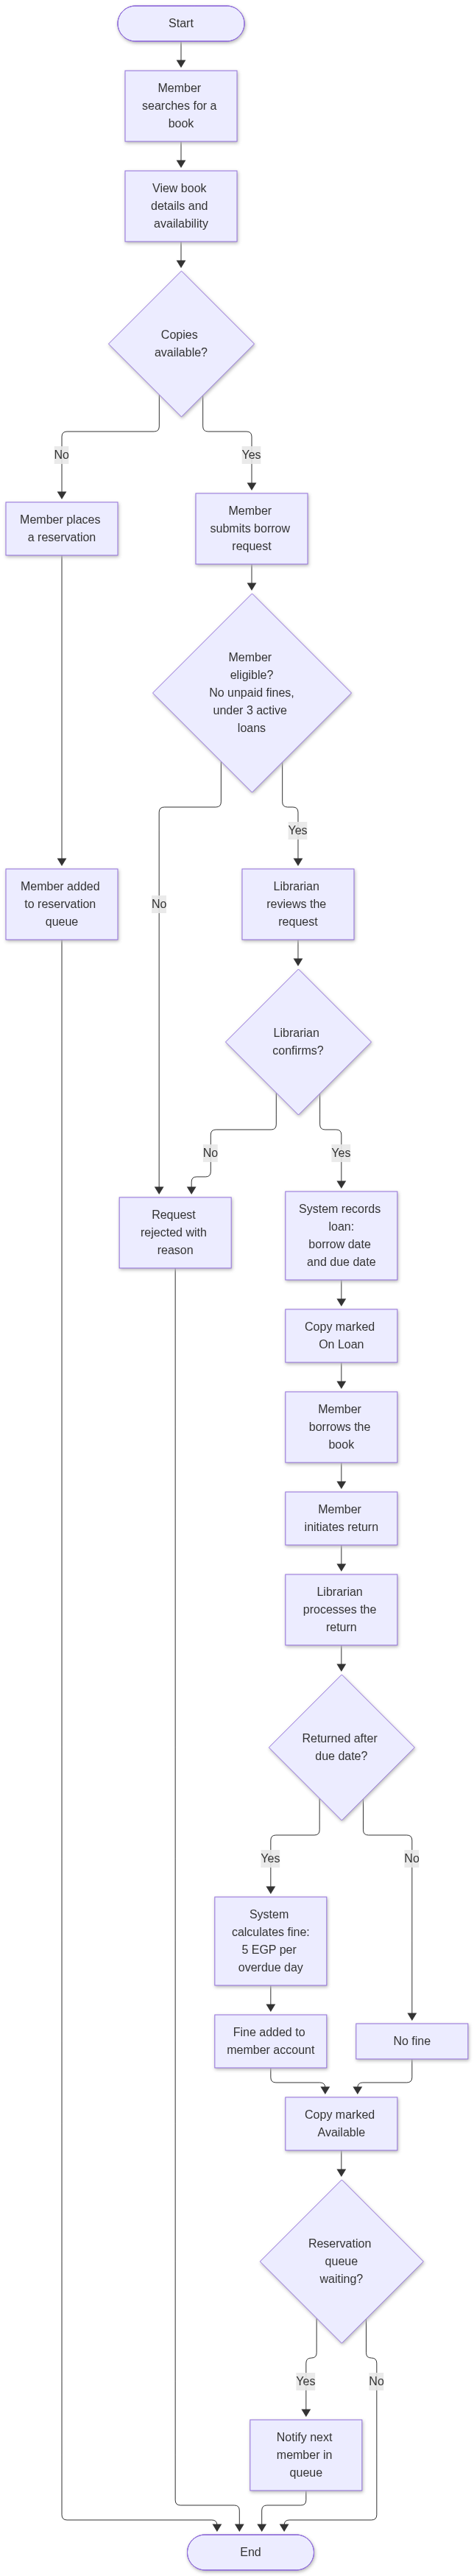 Start
Member
searches for a
book
View book
details and
availability
Copies
available?
No
Yes
Member places
a reservation
Member
submits borrow
request
Member
eligible?
No unpaid fines,
under 3 active
loans
Yes
Member added
to reservation
queue
No
Librarian
reviews the
request
Librarian
confirms?
No
Yes
Request
rejected with
reason
System records
loan:
borrow date
and due date
Copy marked
On Loan
Member
borrows the
book
Member
initiates return
Librarian
processes the
return
Returned after
due date?
Yes
No
System
calculates fine:
5 EGP per
overdue day
Fine added to
member account
No fine
Copy marked
Available
Reservation
queue
waiting?
Yes
No
Notify next
member in
queue
End